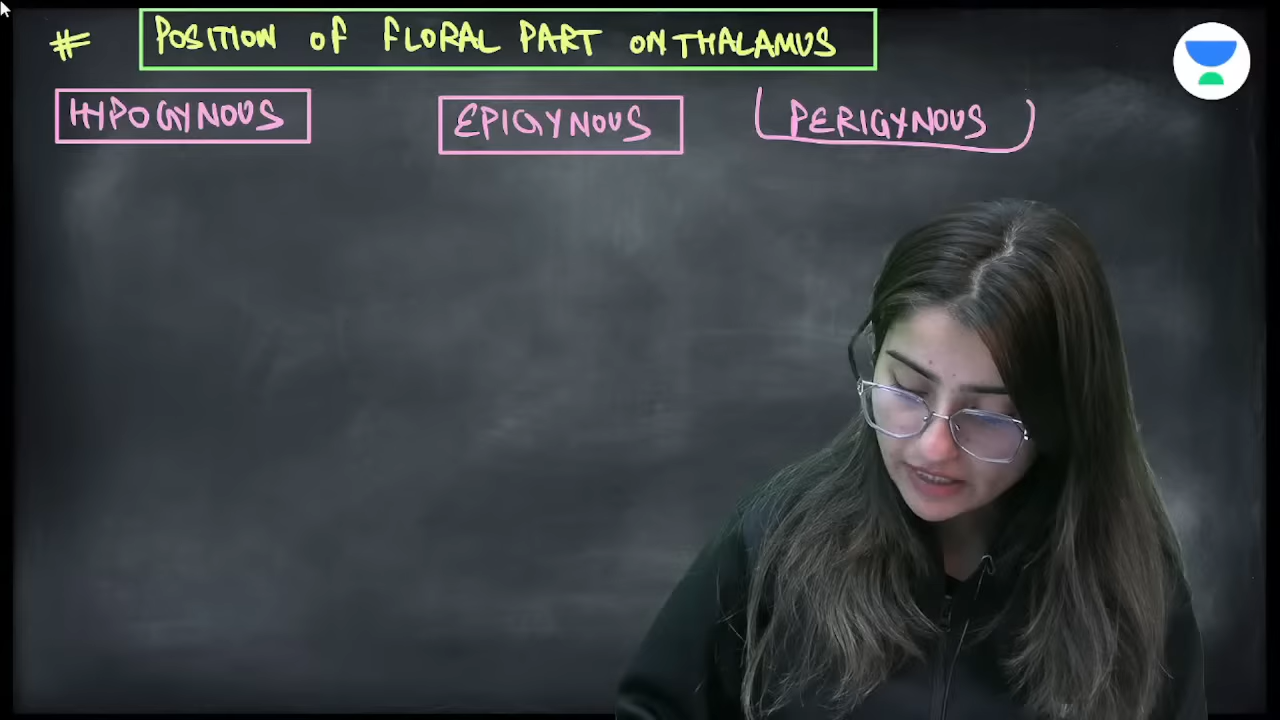 # POSITION OF FLORAL PART ON THALAMUS
HYPOGYNOUS EPIGYNOUS PERIGYNOUS